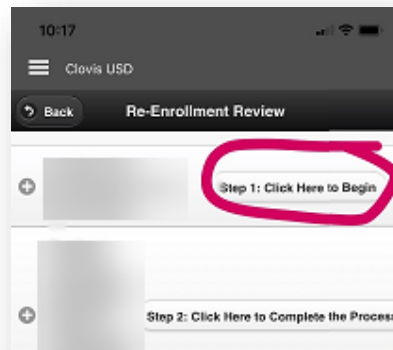 10:17
Clovis USD
Back Re-Enrollment Review
Step 1: Click Here to Begin
Step 2: Click Here to Complete the Process